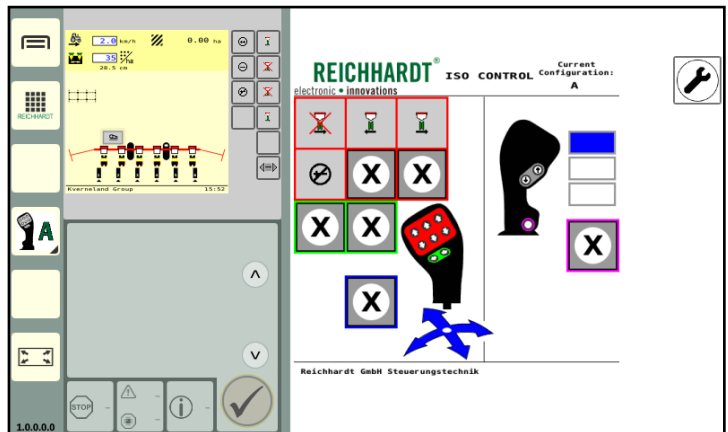 2.0 km/h
0.00 ha
35 /ha
28.5 cm
Kverneland Group 15:52
REICHHARDT
A
STOP - - - -
1.0.0.0.0
REICHHARDT®
electronic • innovations
ISO CONTROL
Current
Configuration:
A
X X
X X
X
X
Reichhardt GmbH Steuerungstechnik